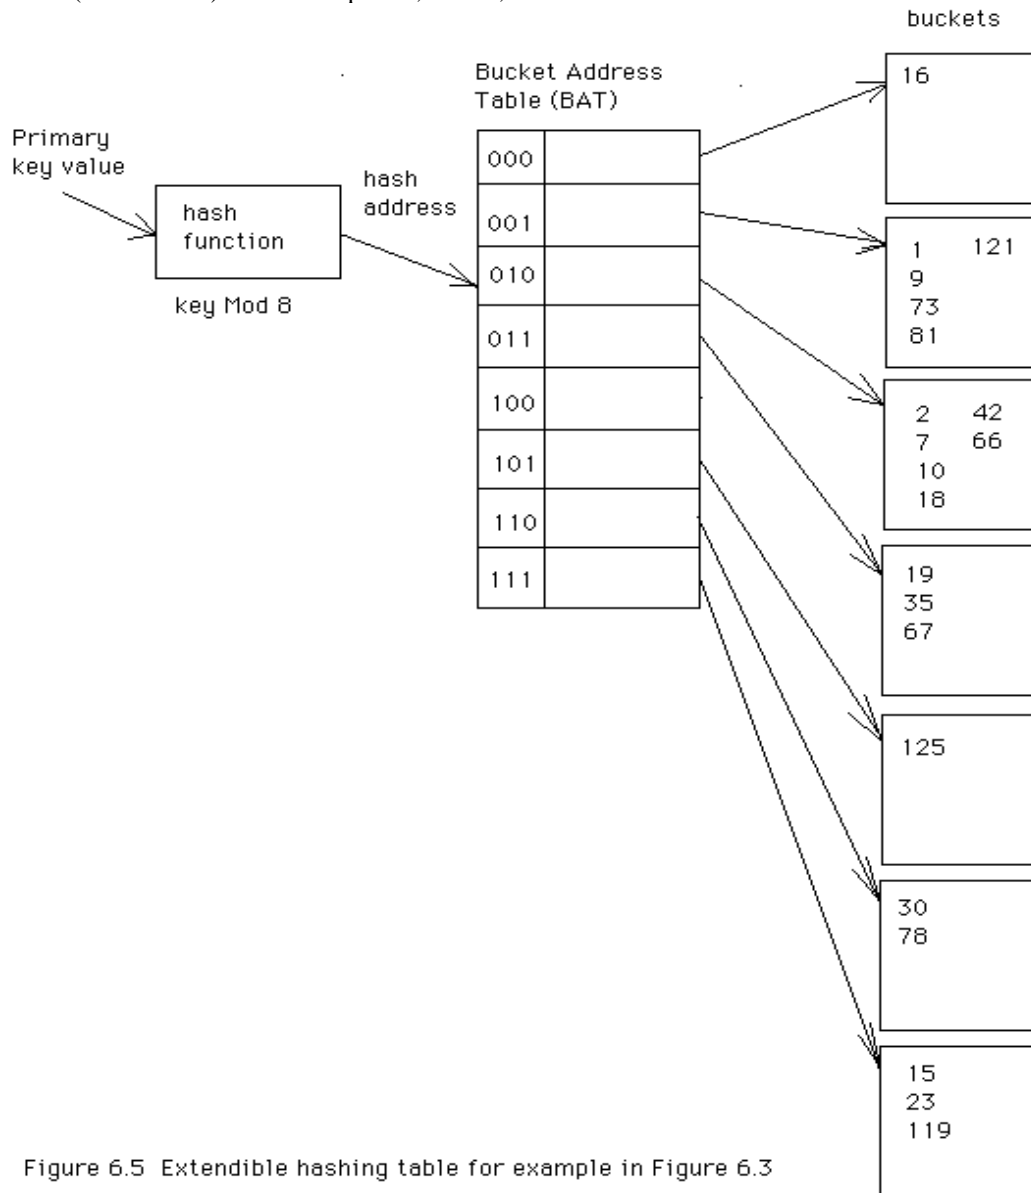 buckets
Bucket Address
Table (BAT)
Primary
key value
hash
function
key Mod 8
hash
address
000
001
010
011
100
101
110
111
16
1 121
9
73
81
2 42
7 66
10
18
19
35
67
125
30
78
15
23
119
Figure 6.5 Extendible hashing table for example in Figure 6.3